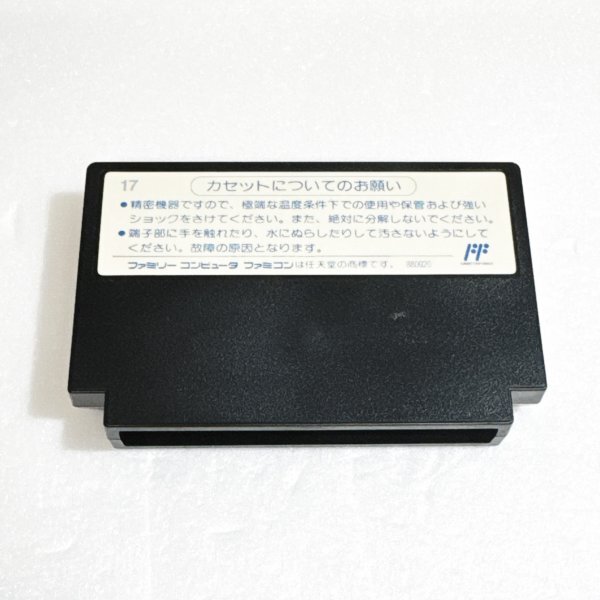 17
カセットについてのお願い
●精密機器ですので、極端な温度条件下での使用や保管および強い
ショックをさけてください。また、絶対に分解しないでください。
●端子部に手を触れたり、水にぬらしたりして汚さないようにして
ください。故障の原因となります。
ファミリー コンピュータ ファミコンは任天堂の商標です。